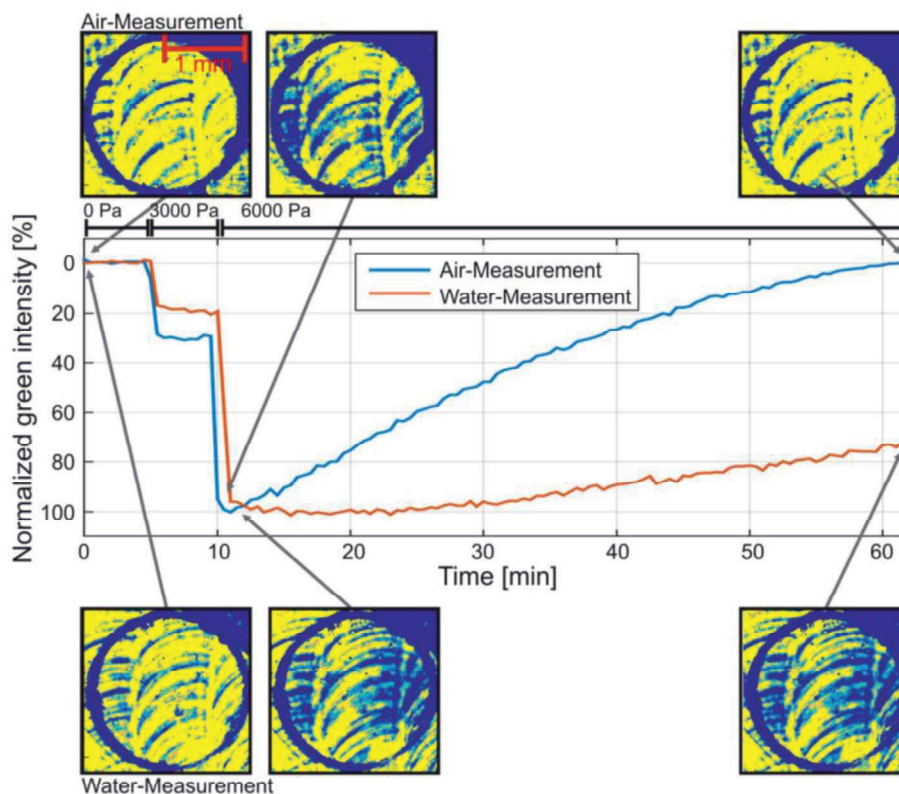 Air-Measurement
1 mm
0 Pa 3000 Pa 6000 Pa
Normalized green intensity [%]
0
20
40
60
80
100
Air-Measurement
Water-Measurement
0 10 20 30 40 50 60
Time [min]
Water-Measurement